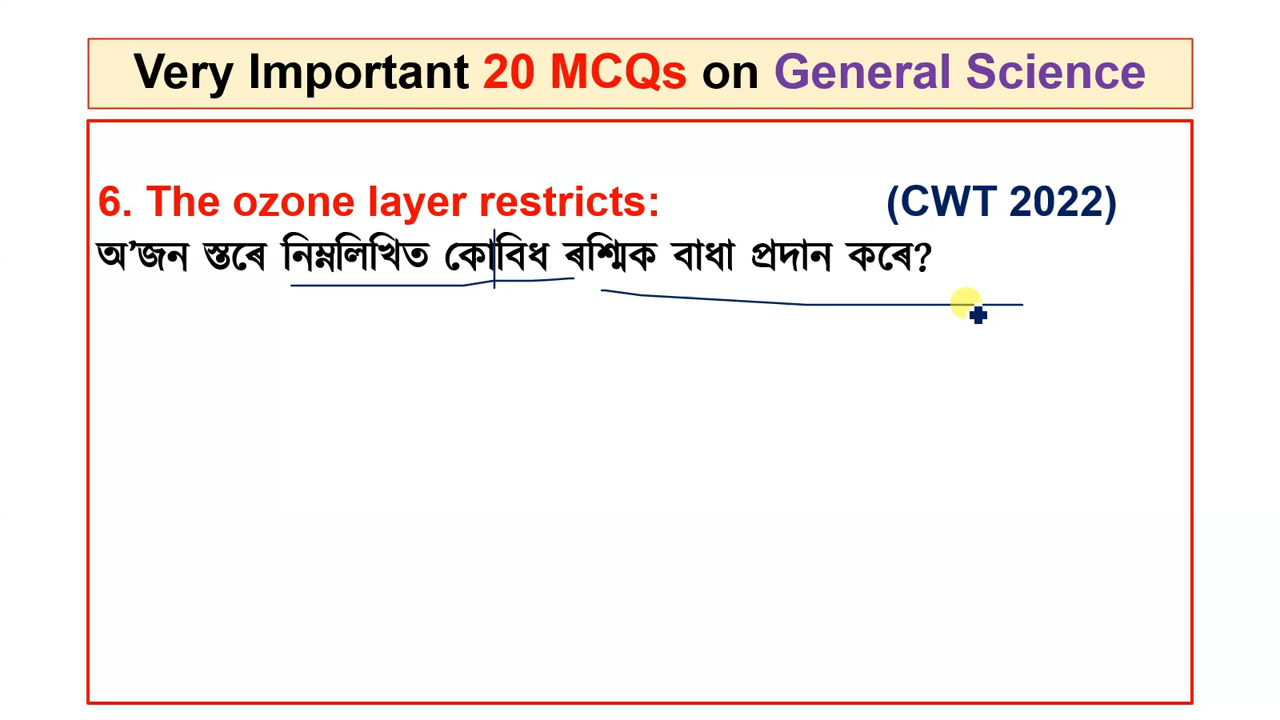 Very Important 20 MCQs on General Science
6. The ozone layer restricts: (CWT 2022)
অ’জন স্তৰে নিম্নলিখিত কোবিধ ৰশ্মিক বাধা প্ৰদান কৰে?